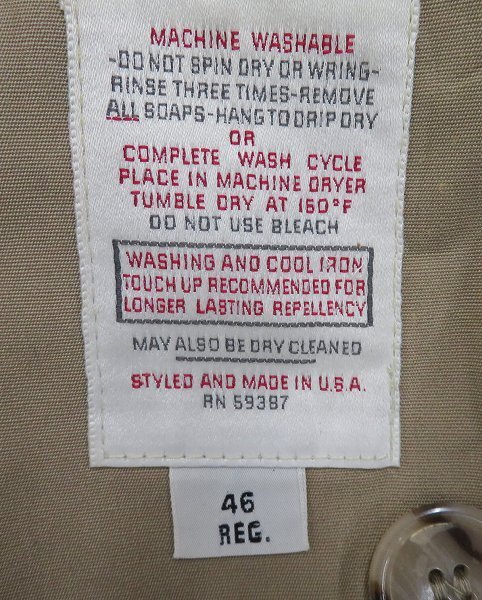 MACHINE WASHABLE
-DO NOT SPIN DRY OR WRING-
RINSE THREE TIMES-REMOVE
ALL SOAPS-HANG TO DRIP DRY
OR
COMPLETE WASH CYCLE
PLACE IN MACHINE DRYER
TUMBLE DRY AT 160°F
DO NOT USE BLEACH
WASHING AND COOL IRON
TOUCH UP RECOMMENDED FOR
LONGER LASTING REPELLENCY
MAY ALSO BE DRY CLEANED
STYLED AND MADE IN U.S.A.
RN 59387
46
REG.